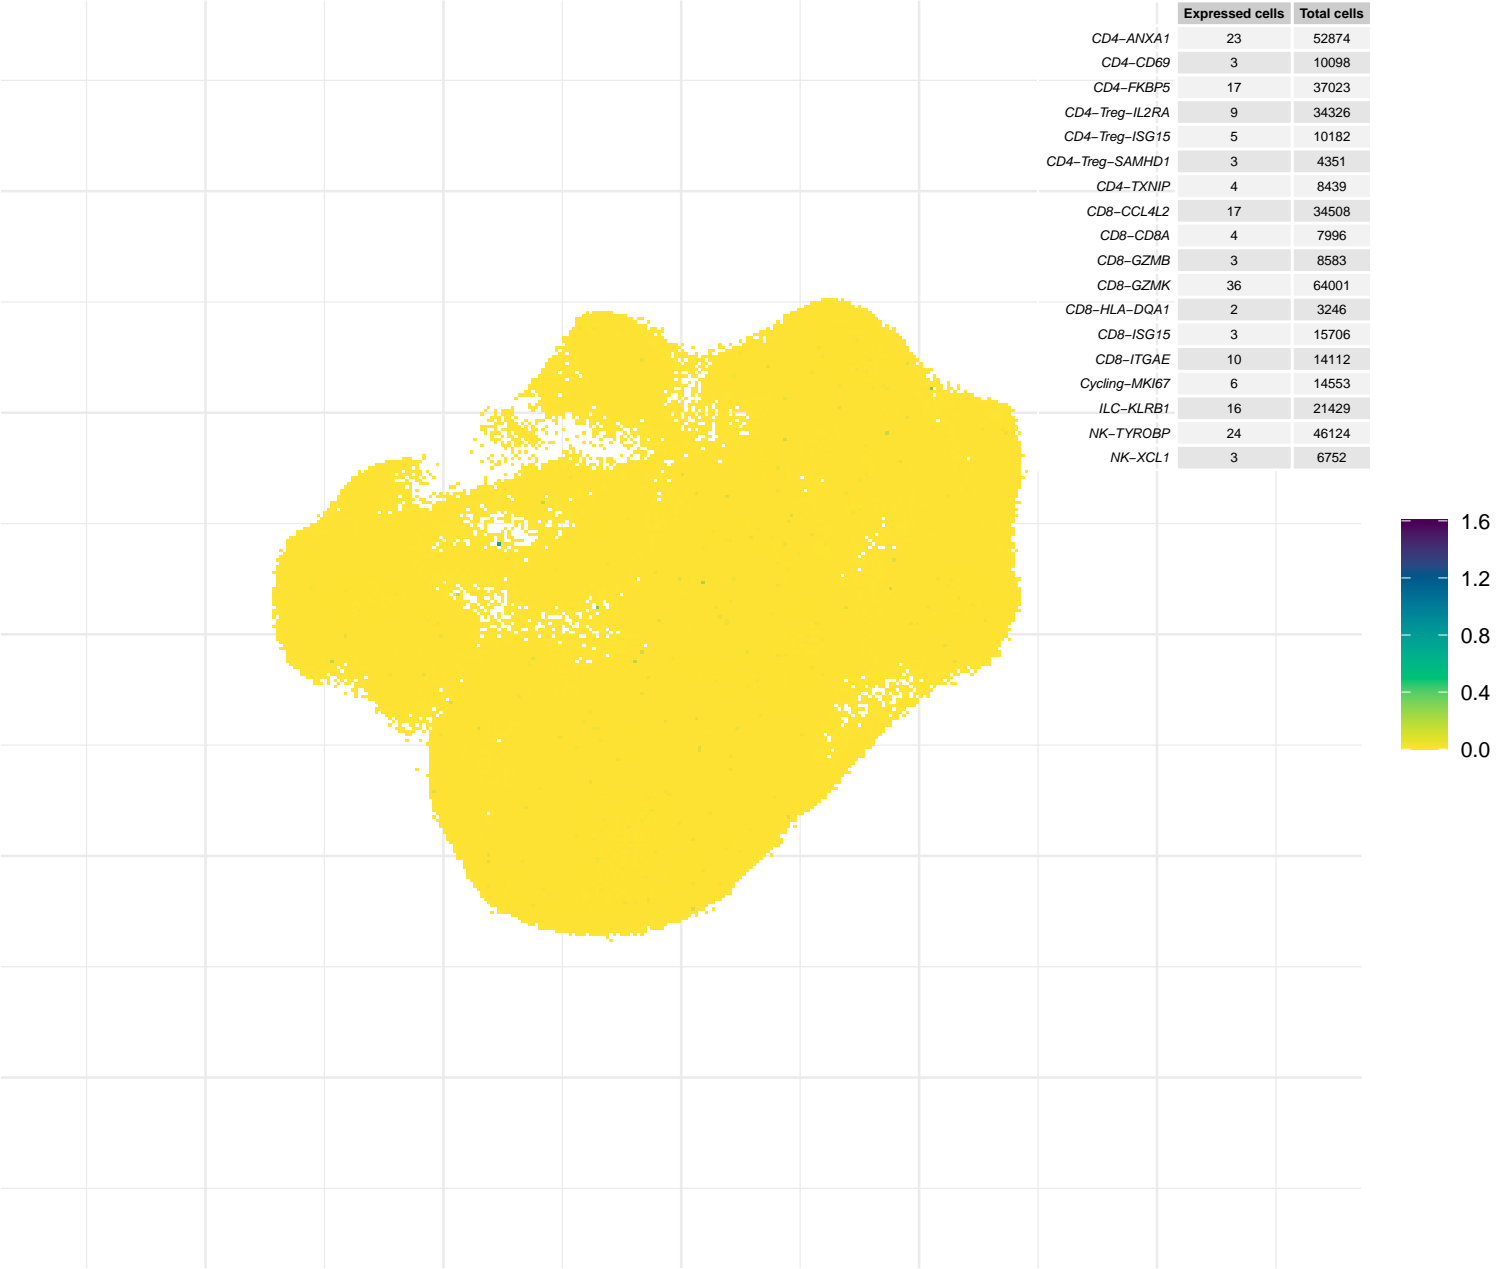 Expressed cells Total cells
CD4−ANXA1 23 52874
CD4−CD69 3 10098
CD4−FKBP5 17 37023
CD4−Treg−IL2RA 9 34326
CD4−Treg−ISG15 5 10182
CD4−Treg−SAMHD1 3 4351
CD4−TXNIP 4 8439
CD8−CCL4L2 17 34508
CD8−CD8A 4 7996
CD8−GZMB 3 8583
CD8−GZMK 36 64001
CD8−HLA−DQA1 2 3246
CD8−ISG15 3 15706
CD8−ITGAE 10 14112
Cycling−MKI67 6 14553
ILC−KLRB1 16 21429
NK−TYROBP 24 46124
NK−XCL1 3 6752
1.6
1.2
0.8
0.4
0.0